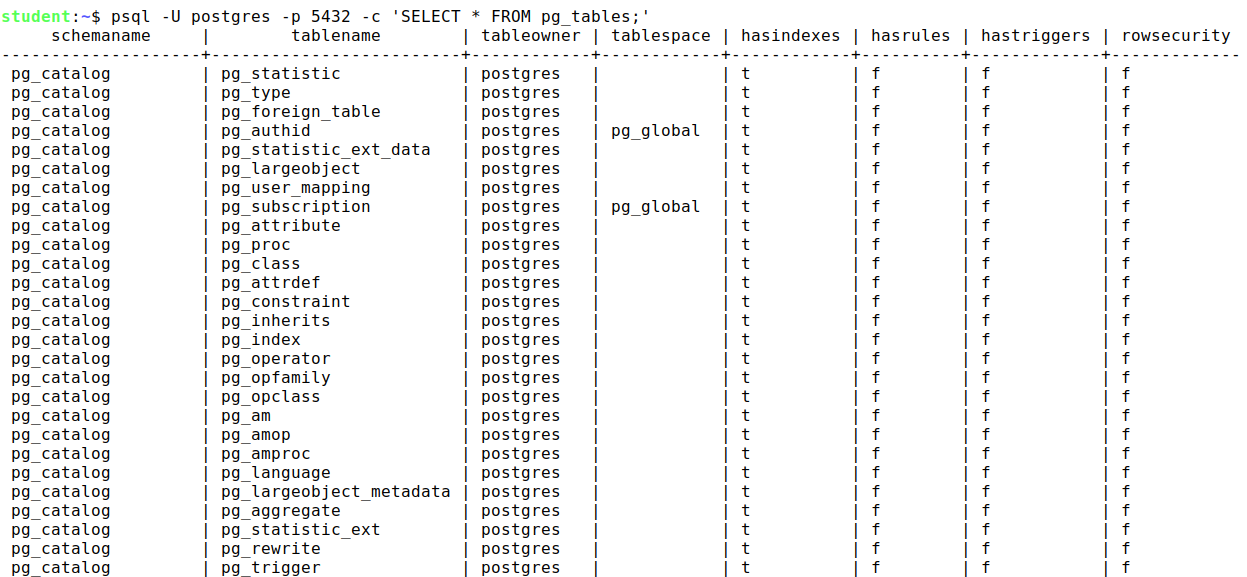 student:~$ psql -U postgres -p 5432 -c 'SELECT * FROM pg_tables;'
     schemaname     |        tablename        | tableowner | tablespace | hasindexes | hasrules | hastriggers | rowsecurity
--------------------+-------------------------+------------+------------+------------+----------+-------------+-------------
 pg_catalog         | pg_statistic            | postgres   |            | t          | f        | f           | f
 pg_catalog         | pg_type                 | postgres   |            | t          | f        | f           | f
 pg_catalog         | pg_foreign_table        | postgres   |            | t          | f        | f           | f
 pg_catalog         | pg_authid               | postgres   | pg_global  | t          | f        | f           | f
 pg_catalog         | pg_statistic_ext_data   | postgres   |            | t          | f        | f           | f
 pg_catalog         | pg_largeobject          | postgres   |            | t          | f        | f           | f
 pg_catalog         | pg_user_mapping         | postgres   |            | t          | f        | f           | f
 pg_catalog         | pg_subscription         | postgres   | pg_global  | t          | f        | f           | f
 pg_catalog         | pg_attribute            | postgres   |            | t          | f        | f           | f
 pg_catalog         | pg_proc                 | postgres   |            | t          | f        | f           | f
 pg_catalog         | pg_class                | postgres   |            | t          | f        | f           | f
 pg_catalog         | pg_attrdef              | postgres   |            | t          | f        | f           | f
 pg_catalog         | pg_constraint           | postgres   |            | t          | f        | f           | f
 pg_catalog         | pg_inherits             | postgres   |            | t          | f        | f           | f
 pg_catalog         | pg_index                | postgres   |            | t          | f        | f           | f
 pg_catalog         | pg_operator             | postgres   |            | t          | f        | f           | f
 pg_catalog         | pg_opfamily             | postgres   |            | t          | f        | f           | f
 pg_catalog         | pg_opclass              | postgres   |            | t          | f        | f           | f
 pg_catalog         | pg_am                   | postgres   |            | t          | f        | f           | f
 pg_catalog         | pg_amop                 | postgres   |            | t          | f        | f           | f
 pg_catalog         | pg_amproc               | postgres   |            | t          | f        | f           | f
 pg_catalog         | pg_language             | postgres   |            | t          | f        | f           | f
 pg_catalog         | pg_largeobject_metadata | postgres   |            | t          | f        | f           | f
 pg_catalog         | pg_aggregate            | postgres   |            | t          | f        | f           | f
 pg_catalog         | pg_statistic_ext        | postgres   |            | t          | f        | f           | f
 pg_catalog         | pg_rewrite              | postgres   |            | t          | f        | f           | f
 pg_catalog         | pg_trigger              | postgres   |            | t          | f        | f           | f